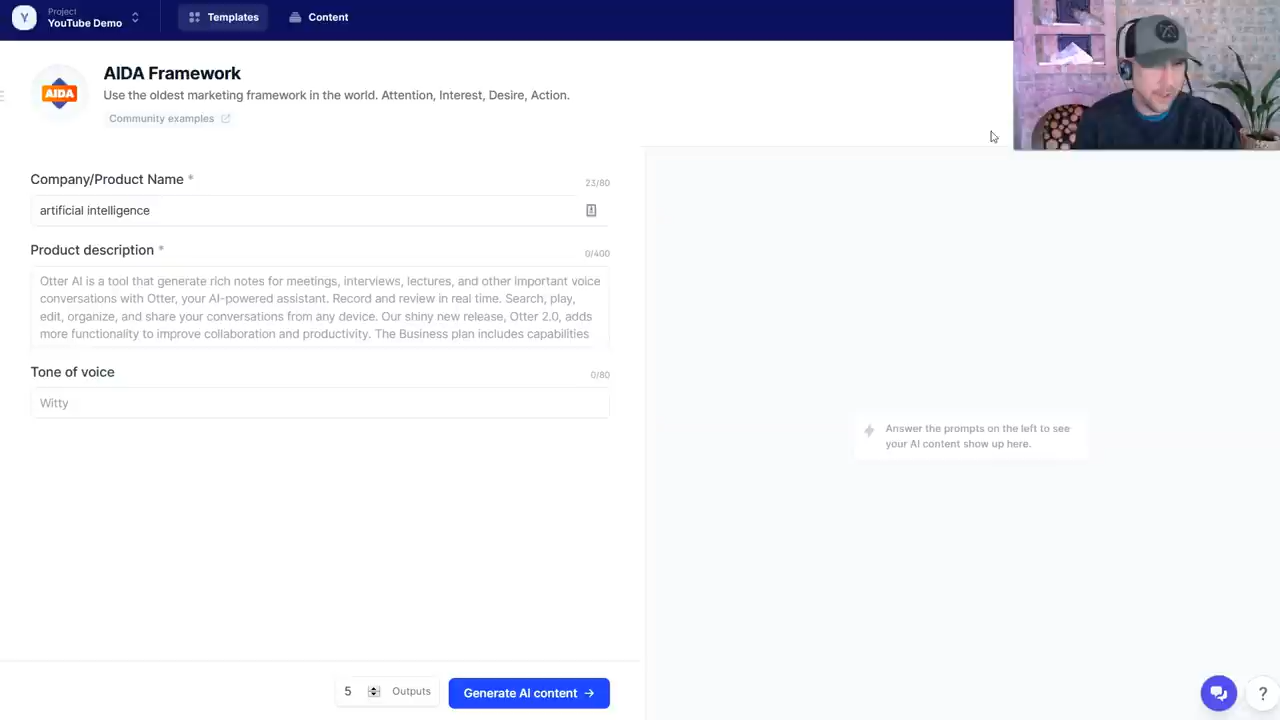 Y
Project
YouTube Demo
Templates
Content
AIDA
AIDA Framework
Use the oldest marketing framework in the world. Attention, Interest, Desire, Action.
Community examples
Company/Product Name *
23/80
artificial intelligence
Product description *
0/400
Otter AI is a tool that generate rich notes for meetings, interviews, lectures, and other important voice
conversations with Otter, your AI-powered assistant. Record and review in real time. Search, play,
edit, organize, and share your conversations from any device. Our shiny new release, Otter 2.0, adds
more functionality to improve collaboration and productivity. The Business plan includes capabilities
Tone of voice
0/80
Witty
Answer the prompts on the left to see
your AI content show up here.
5
Outputs
Generate AI content →
?